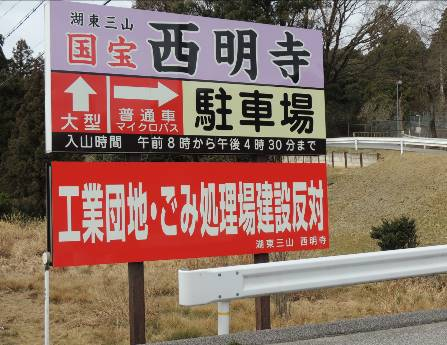 湖東三山
国宝 西明寺
大型
普通車
マイクロバス
駐車場
入山時間 午前8時から午後4時30分まで
工業団地・ごみ処理場建設反対
湖東三山 西明寺